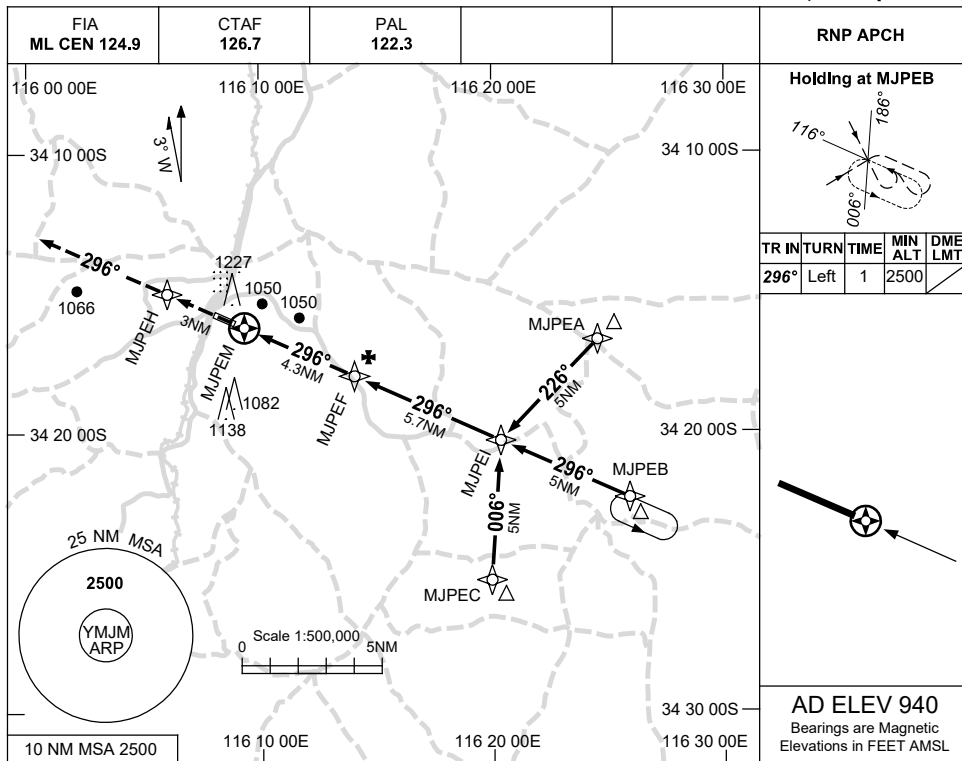 FIA
ML CEN 124.9
CTAF
126.7
PAL
122.3
RNP APCH
116 00 00E
116 10 00E
116 20 00E
116 30 00E
Holding at MJPEB
186°
116°
006°
3° W
34 10 00S
34 10 00S
TR IN
TURN
TIME
MIN ALT
DME LMT
296°
Left
1
2500
296°
1227
1066
1050
1050
MJPEH
3NM
MJPEM
296°
4.3NM
MJPEF
MJPEA
226°
5NM
1082
1138
34 20 00S
34 20 00S
296°
5.7NM
MJPEI
296°
5NM
MJPEB
006°
5NM
MJPEC
25 NM MSA
2500
YMJM
ARP
Scale 1:500,000
0
5NM
34 30 00S
10 NM MSA 2500
116 10 00E
116 20 00E
116 30 00E
AD ELEV 940
Bearings are Magnetic
Elevations in FEET AMSL